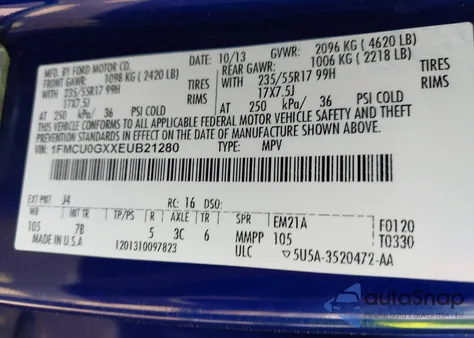 MFD. BY FORD MOTOR CO.
DATE: 10/13 GVWR: 2096 KG (4620 LB)
FRONT GAWR: 1098 KG (2420 LB) REAR GAWR: 1006 KG (2218 LB)
WITH 235/55R17 99H TIRES WITH 235/55R17 99H TIRES
17X7.5J RIMS 17X7.5J RIMS
AT 250 kPa/ 36 PSI COLD AT 250 kPa/ 36 PSI COLD
THIS VEHICLE CONFORMS TO ALL APPLICABLE FEDERAL MOTOR VEHICLE SAFETY AND THEFT
PREVENTION STANDARDS IN EFFECT ON THE DATE OF MANUFACTURE SHOWN ABOVE.
VIN: 1FMCU0GXXEUB21280 TYPE: MPV
EXT PNT: J4 RC: 16 DSO:
WB INT TR TP/PS R AXLE TR SPR EM21A F0120
105 7B 5 3C 6 MMPP 105 T0330
MADE IN U.S.A 1201310097823 ULC 5U5A-3520472-AA
autoSnap